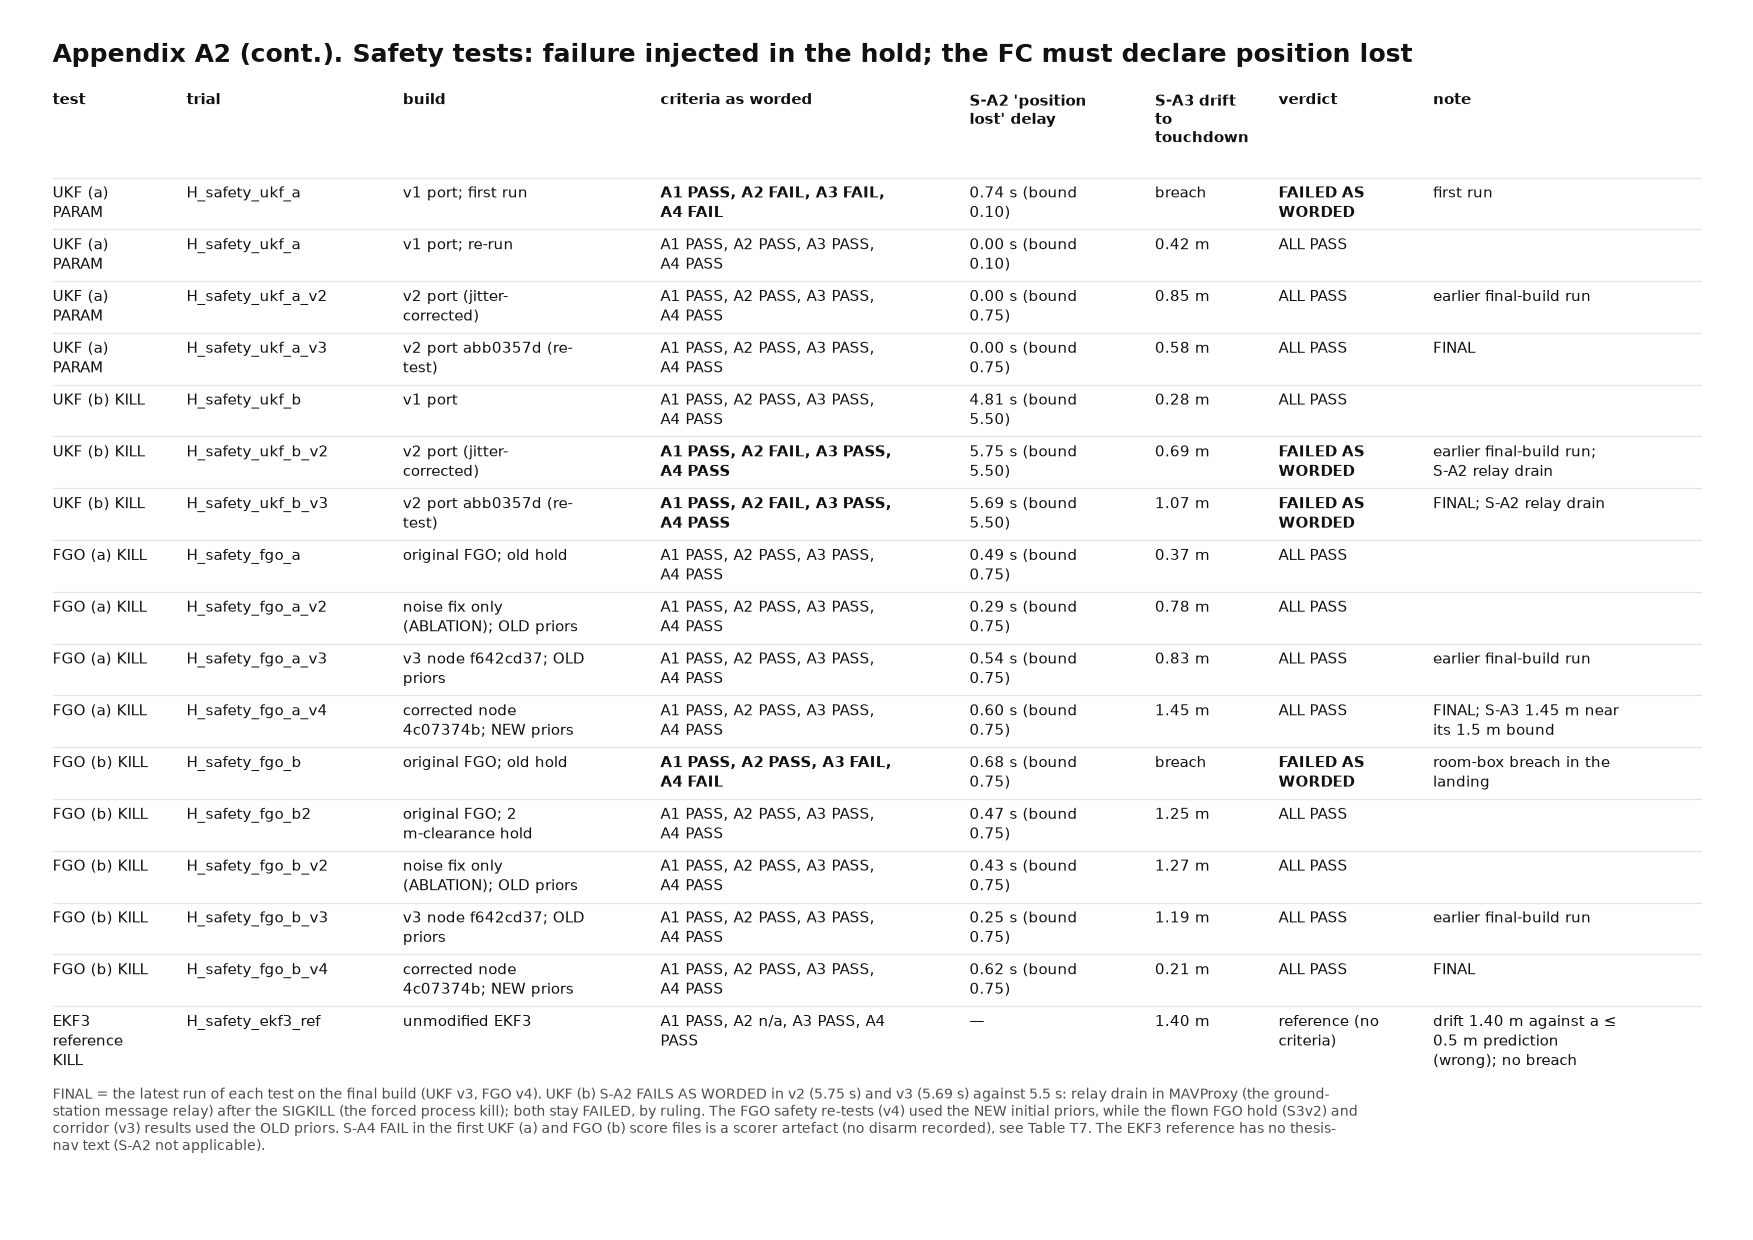 Appendix A2 (cont.). Safety tests: failure injected in the hold; the FC must declare position lost
test trial build criteria as worded S-A2 'position lost' delay S-A3 drift to touchdown verdict note
UKF (a) PARAM H_safety_ukf_a v1 port; first run A1 PASS, A2 FAIL, A3 FAIL, A4 FAIL 0.74 s (bound 0.10) breach FAILED AS WORDED first run
UKF (a) PARAM H_safety_ukf_a v1 port; re-run A1 PASS, A2 PASS, A3 PASS, A4 PASS 0.00 s (bound 0.10) 0.42 m ALL PASS
UKF (a) PARAM H_safety_ukf_a_v2 v2 port (jitter-corrected) A1 PASS, A2 PASS, A3 PASS, A4 PASS 0.00 s (bound 0.75) 0.85 m ALL PASS earlier final-build run
UKF (a) PARAM H_safety_ukf_a_v3 v2 port abb0357d (re-test) A1 PASS, A2 PASS, A3 PASS, A4 PASS 0.00 s (bound 0.75) 0.58 m ALL PASS FINAL
UKF (b) KILL H_safety_ukf_b v1 port A1 PASS, A2 PASS, A3 PASS, A4 PASS 4.81 s (bound 5.50) 0.28 m ALL PASS
UKF (b) KILL H_safety_ukf_b_v2 v2 port (jitter-corrected) A1 PASS, A2 FAIL, A3 PASS, A4 PASS 5.75 s (bound 5.50) 0.69 m FAILED AS WORDED earlier final-build run; S-A2 relay drain
UKF (b) KILL H_safety_ukf_b_v3 v2 port abb0357d (re-test) A1 PASS, A2 FAIL, A3 PASS, A4 PASS 5.69 s (bound 5.50) 1.07 m FAILED AS WORDED FINAL; S-A2 relay drain
FGO (a) KILL H_safety_fgo_a original FGO; old hold A1 PASS, A2 PASS, A3 PASS, A4 PASS 0.49 s (bound 0.75) 0.37 m ALL PASS
FGO (a) KILL H_safety_fgo_a_v2 noise fix only (ABLATION); OLD priors A1 PASS, A2 PASS, A3 PASS, A4 PASS 0.29 s (bound 0.75) 0.78 m ALL PASS
FGO (a) KILL H_safety_fgo_a_v3 v3 node f642cd37; OLD priors A1 PASS, A2 PASS, A3 PASS, A4 PASS 0.54 s (bound 0.75) 0.83 m ALL PASS earlier final-build run
FGO (a) KILL H_safety_fgo_a_v4 corrected node 4c07374b; NEW priors A1 PASS, A2 PASS, A3 PASS, A4 PASS 0.60 s (bound 0.75) 1.45 m ALL PASS FINAL; S-A3 1.45 m near its 1.5 m bound
FGO (b) KILL H_safety_fgo_b original FGO; old hold A1 PASS, A2 PASS, A3 FAIL, A4 FAIL 0.68 s (bound 0.75) breach FAILED AS WORDED room-box breach in the landing
FGO (b) KILL H_safety_fgo_b2 original FGO; 2 m-clearance hold A1 PASS, A2 PASS, A3 PASS, A4 PASS 0.47 s (bound 0.75) 1.25 m ALL PASS
FGO (b) KILL H_safety_fgo_b_v2 noise fix only (ABLATION); OLD priors A1 PASS, A2 PASS, A3 PASS, A4 PASS 0.43 s (bound 0.75) 1.27 m ALL PASS
FGO (b) KILL H_safety_fgo_b_v3 v3 node f642cd37; OLD priors A1 PASS, A2 PASS, A3 PASS, A4 PASS 0.25 s (bound 0.75) 1.19 m ALL PASS earlier final-build run
FGO (b) KILL H_safety_fgo_b_v4 corrected node 4c07374b; NEW priors A1 PASS, A2 PASS, A3 PASS, A4 PASS 0.62 s (bound 0.75) 0.21 m ALL PASS FINAL
EKF3 reference KILL H_safety_ekf3_ref unmodified EKF3 A1 PASS, A2 n/a, A3 PASS, A4 PASS — 1.40 m reference (no criteria) drift 1.40 m against a ≤ 0.5 m prediction (wrong); no breach
FINAL = the latest run of each test on the final build (UKF v3, FGO v4). UKF (b) S-A2 FAILS AS WORDED in v2 (5.75 s) and v3 (5.69 s) against 5.5 s: relay drain in MAVProxy (the ground-
station message relay) after the SIGKILL (the forced process kill); both stay FAILED, by ruling. The FGO safety re-tests (v4) used the NEW initial priors, while the flown FGO hold (S3v2) and
corridor (v3) results used the OLD priors. S-A4 FAIL in the first UKF (a) and FGO (b) score files is a scorer artefact (no disarm recorded), see Table T7. The EKF3 reference has no thesis-
nav text (S-A2 not applicable).